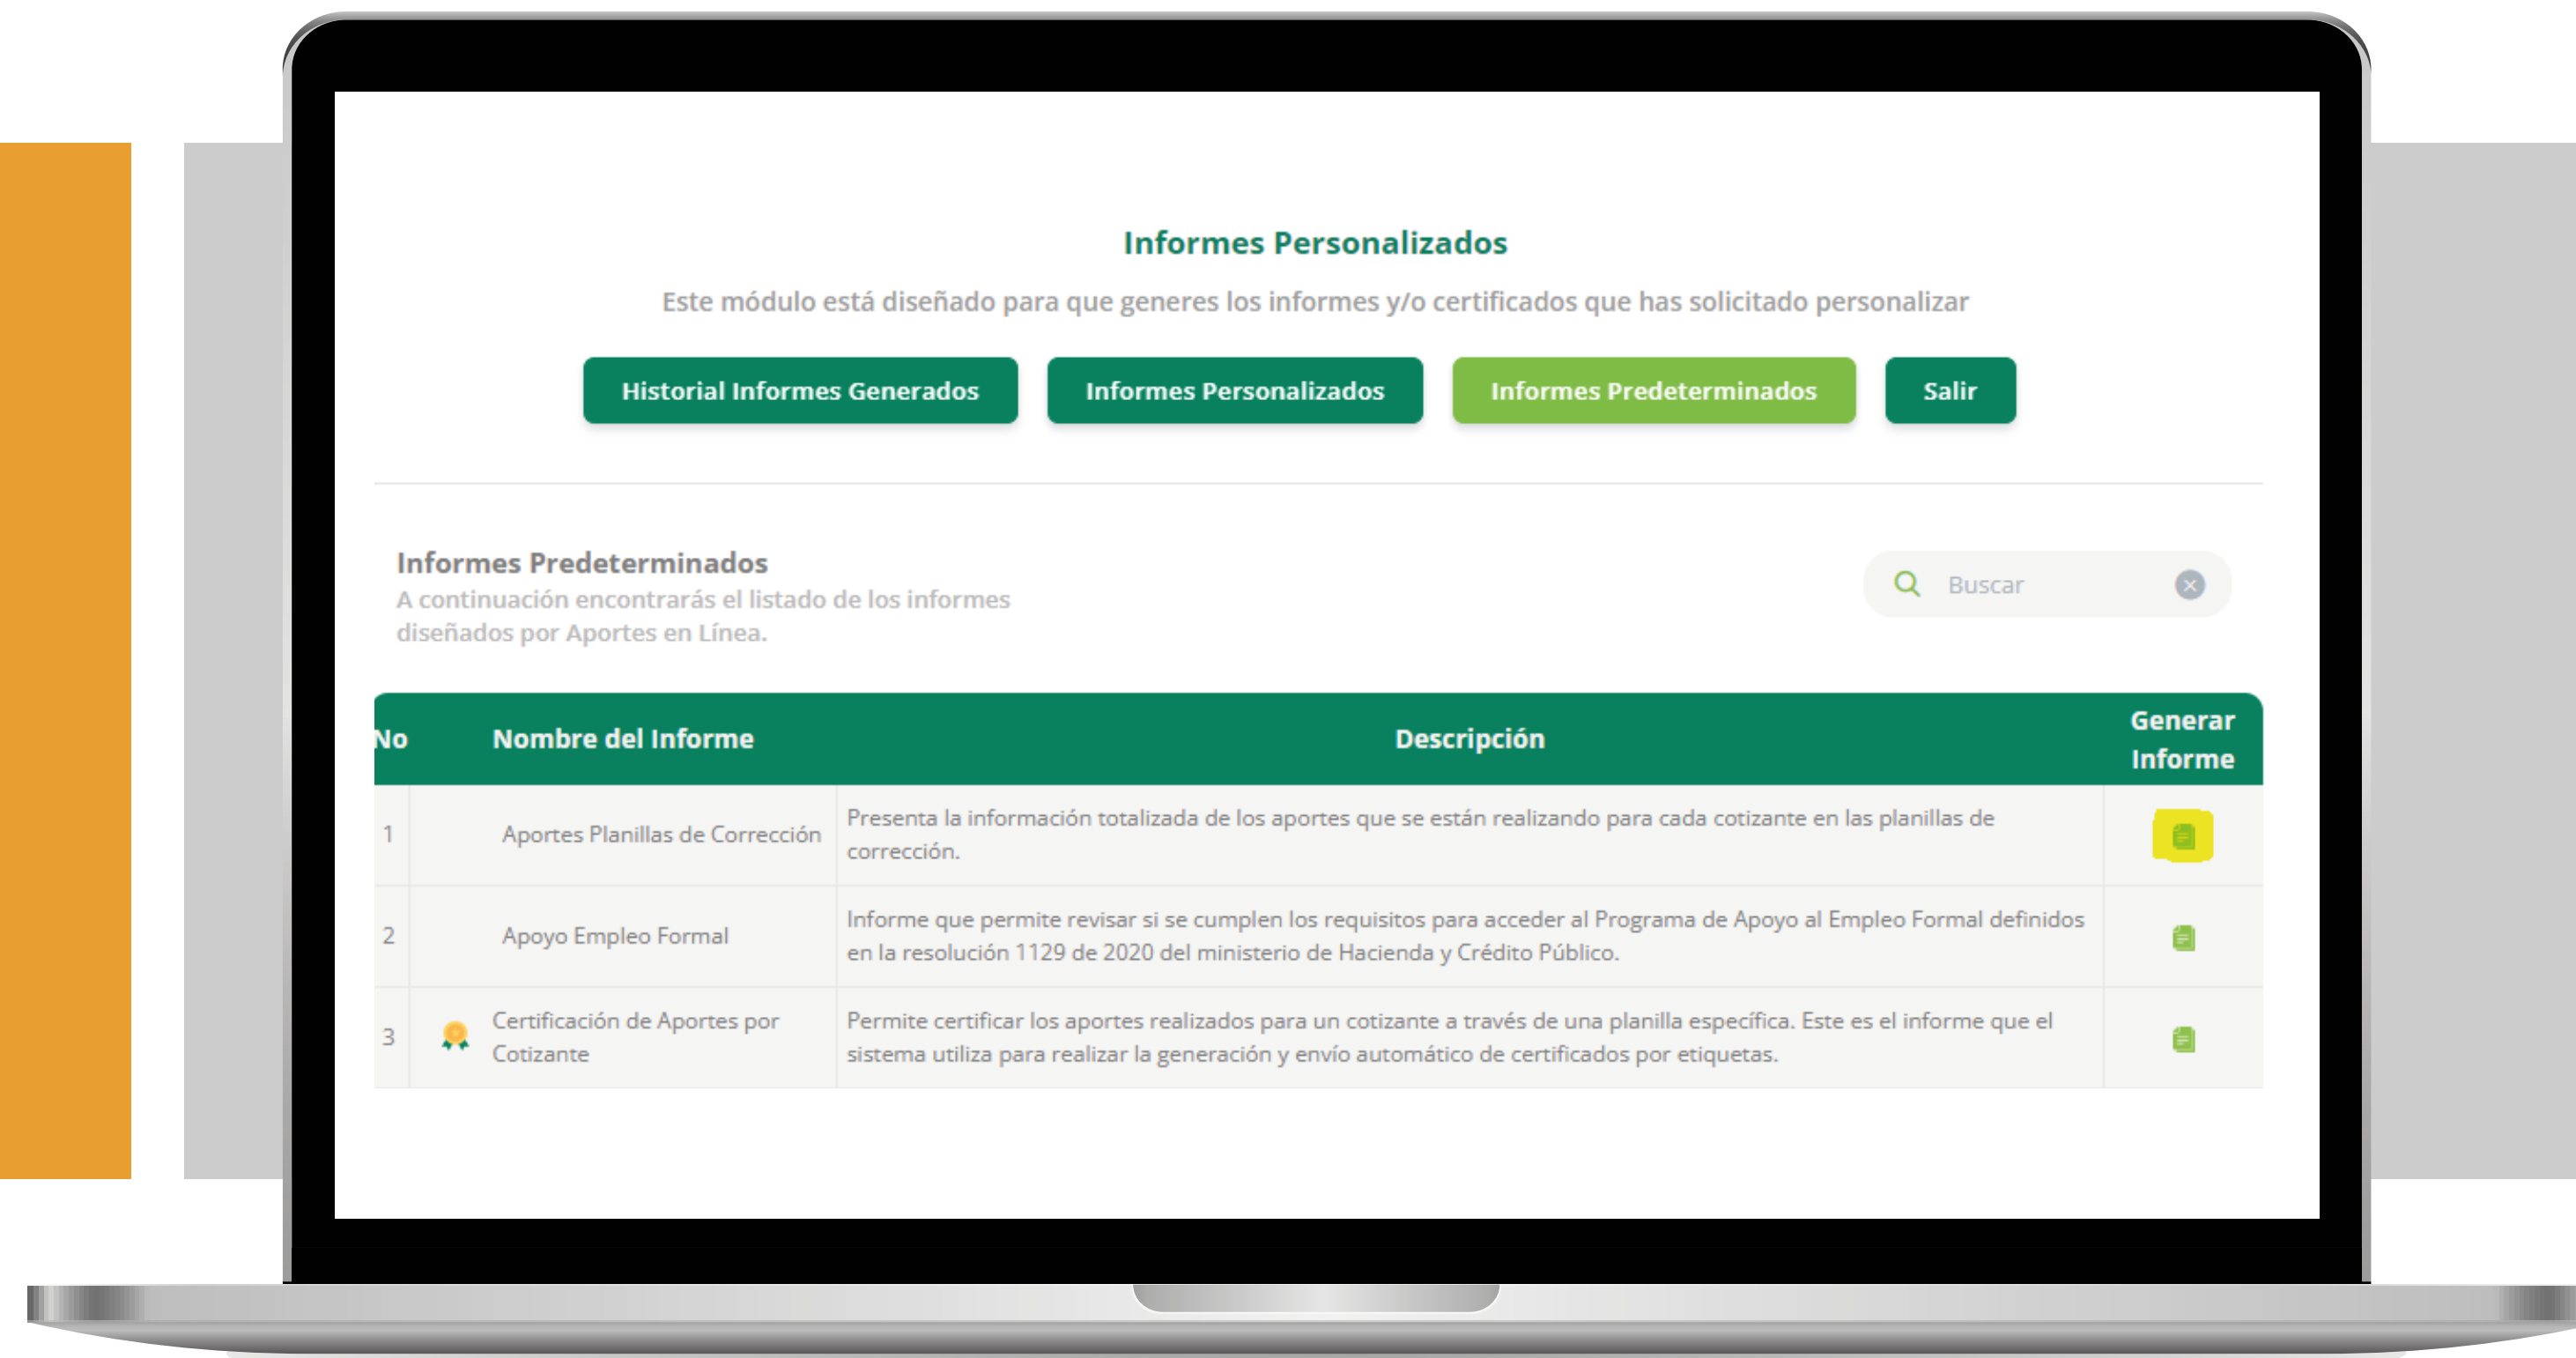 Informes Personalizados
Este módulo está diseñado para que generes los informes y/o certificados que has solicitado personalizar
Historial Informes Generados
Informes Personalizados
Informes Predeterminados
Salir
Informes Predeterminados
A continuación encontrarás el listado de los informes
diseñados por Aportes en Línea.
Buscar
No
Nombre del Informe
Descripción
Generar
Informe
1
Aportes Planillas de Corrección
Presenta la información totalizada de los aportes que se están realizando para cada cotizante en las planillas de
corrección.
2
Apoyo Empleo Formal
Informe que permite revisar si se cumplen los requisitos para acceder al Programa de Apoyo al Empleo Formal definidos
en la resolución 1129 de 2020 del ministerio de Hacienda y Crédito Público.
3
Certificación de Aportes por
Cotizante
Permite certificar los aportes realizados para un cotizante a través de una planilla específica. Este es el informe que el
sistema utiliza para realizar la generación y envío automático de certificados por etiquetas.